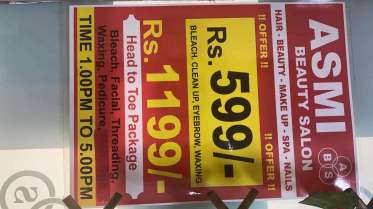 ASMI
BEAUTY SALON
A
B S
HAIR - BEAUTY - MAKE UP - SPA - NAILS
!! OFFER !! !! OFFER !!
Rs. 599/-
BLEACH, CLEAN UP, EYEBROW, WAXING
Rs. 1199/-
Head to Toe Package
Bleach, Facial, Threading,
Waxing, Pedicure.
TIME 1.00PM TO 5.00PM